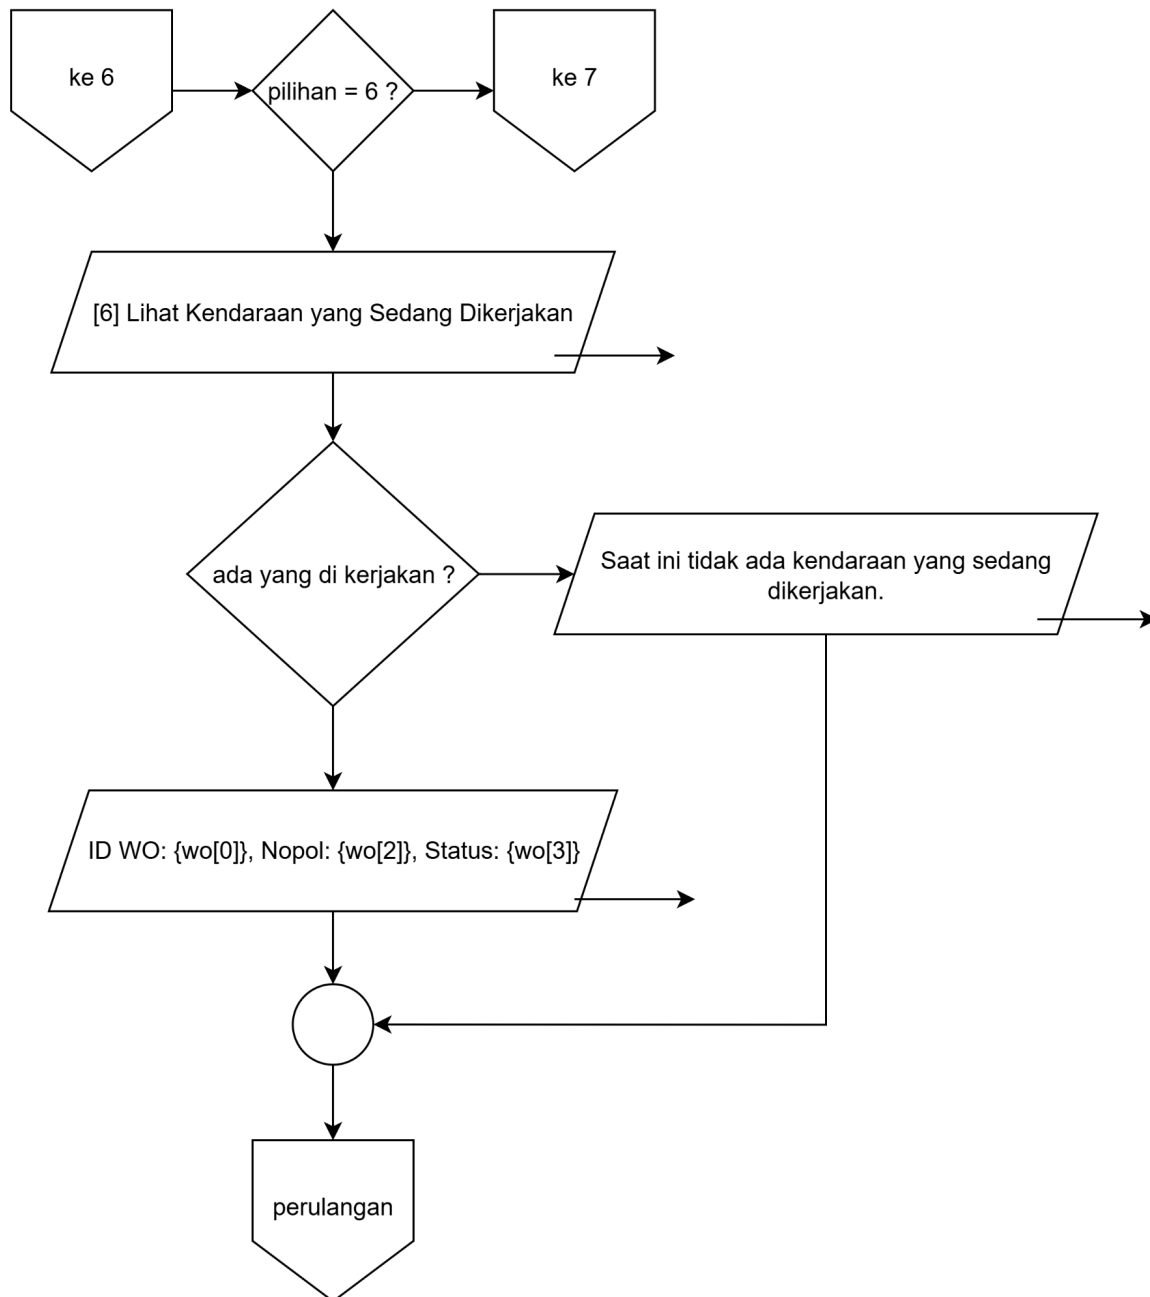 ke 6
pilihan = 6 ?
ke 7
[6] Lihat Kendaraan yang Sedang Dikerjakan
ada yang di kerjakan ?
Saat ini tidak ada kendaraan yang sedang
dikerjakan.
ID WO: {wo[0]}, Nopol: {wo[2]}, Status: {wo[3]}
perulangan